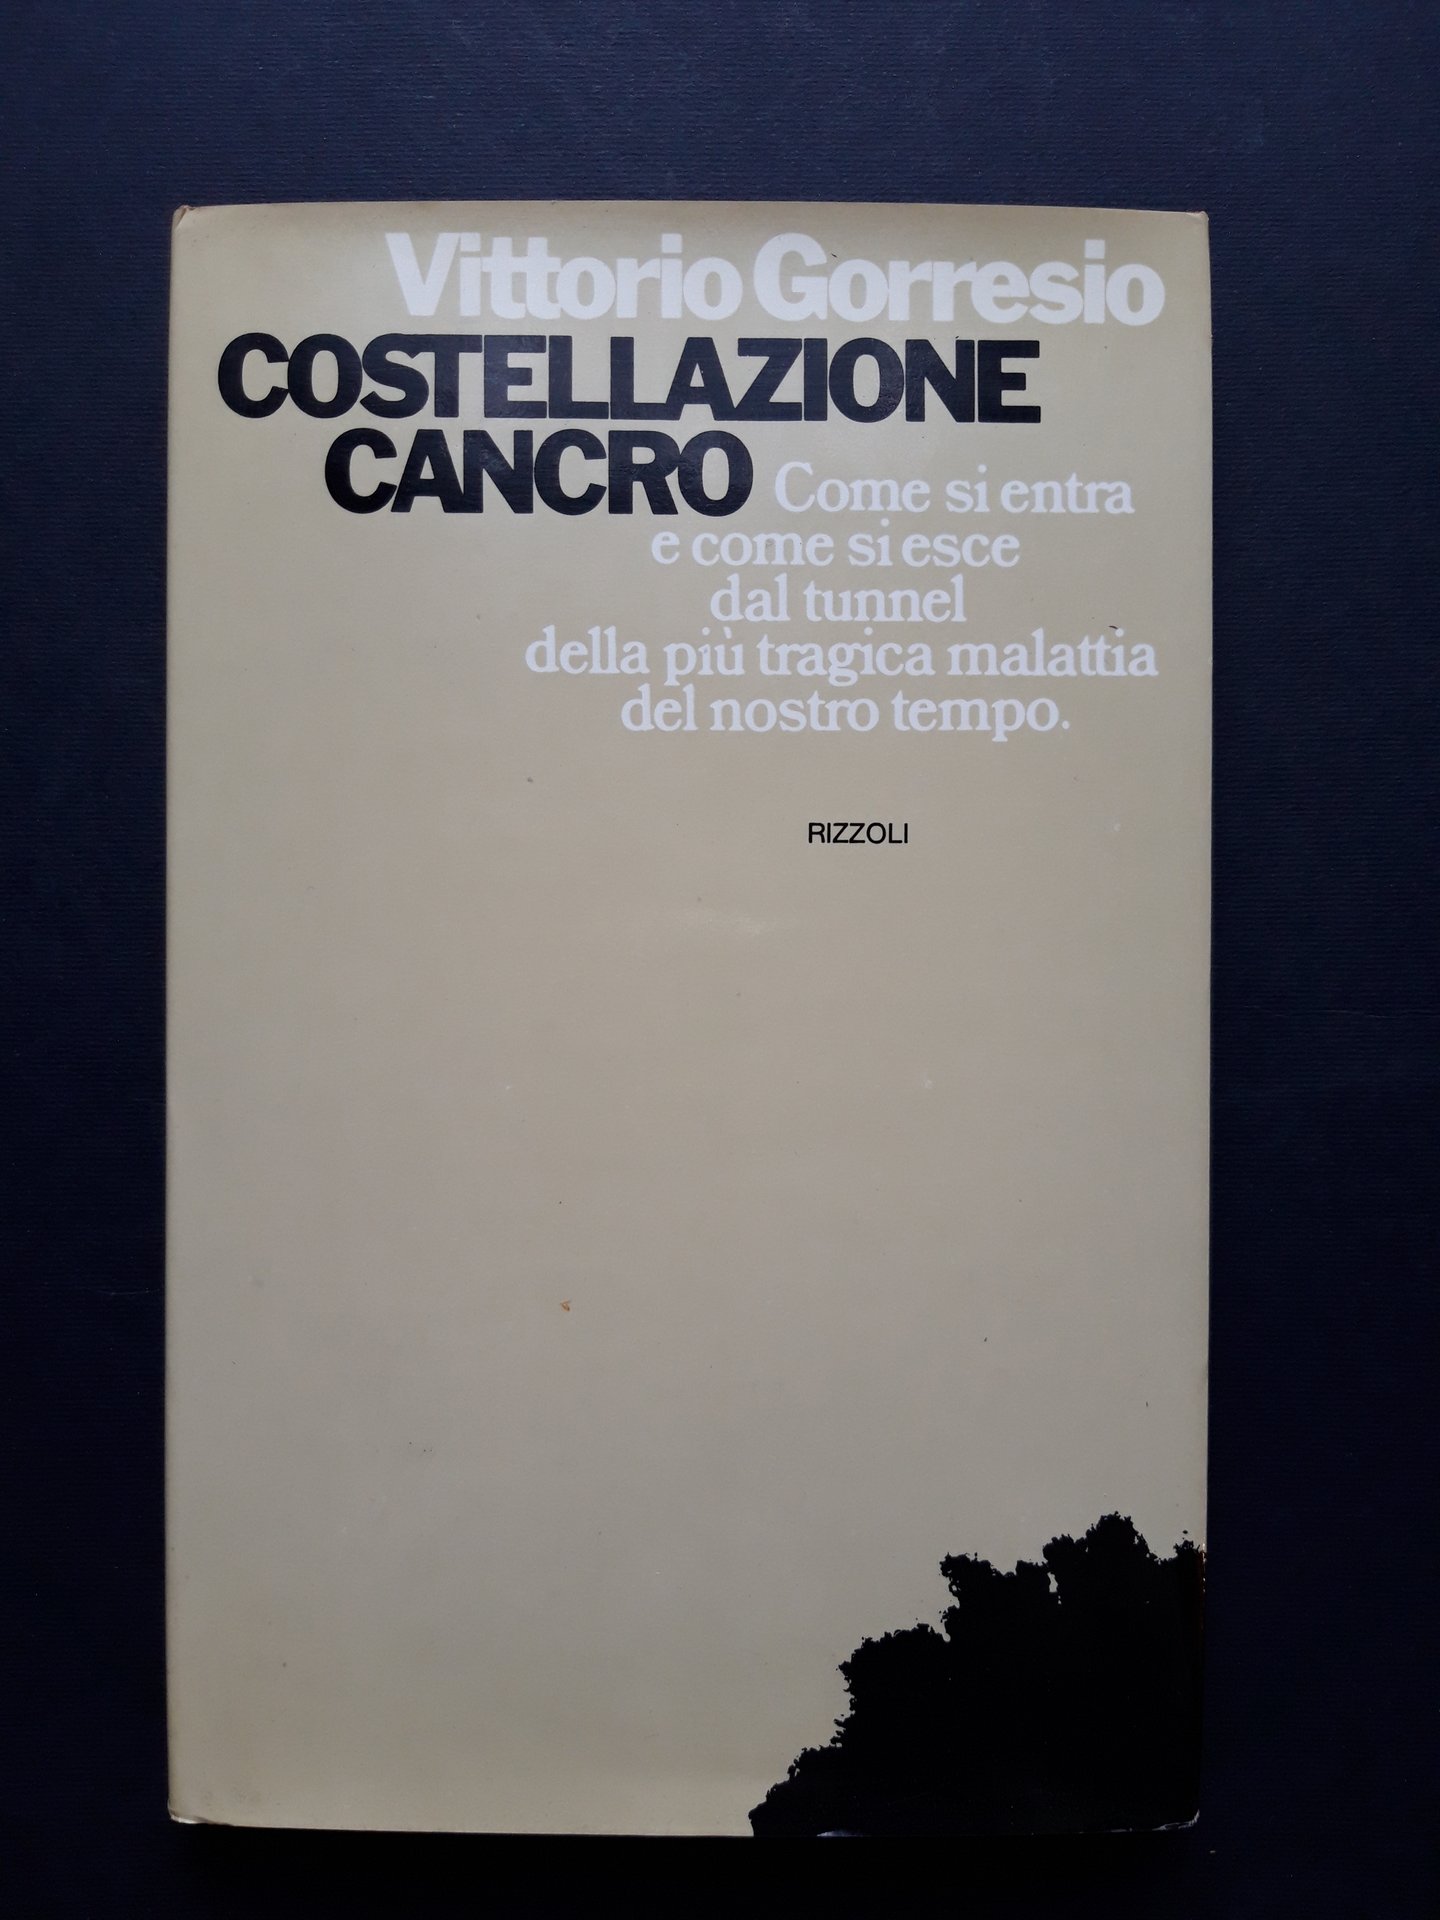 Vittorio Gorresio
COSTELLAZIONE
CANCRO Come si entra
e come si esce
dal tunnel
della più tragica malattia
del nostro tempo.
RIZZOLI